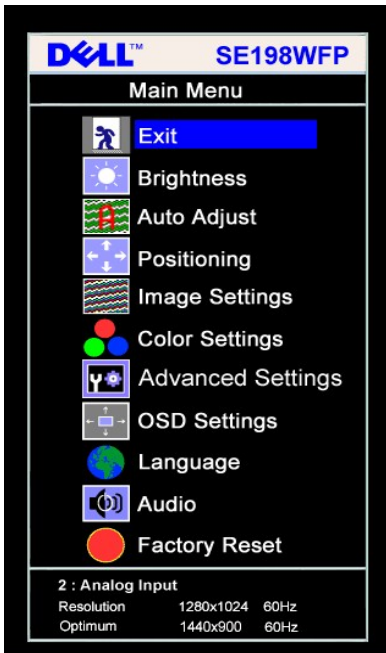 DELL™ SE198WFP
Main Menu
Exit
Brightness
Auto Adjust
Positioning
Image Settings
Color Settings
Advanced Settings
OSD Settings
Language
Audio
Factory Reset
2 : Analog Input
Resolution 1280x1024 60Hz
Optimum 1440x900 60Hz